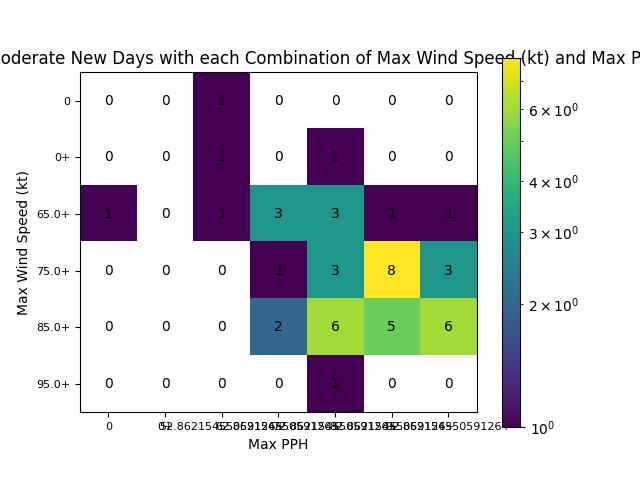 oderate New Days with each Combination of Max Wind Speed (kt) and Max P
0 0 0 1 0 0 0 0
0+ 0 0 1 0 1 0 0
65.0+ 1 0 1 3 3 1 1
75.0+ 0 0 0 1 3 8 3
85.0+ 0 0 0 2 6 5 6
95.0+ 0 0 0 0 1 0 0
Max Wind Speed (kt)
0
Max PPH
6×10⁰
4×10⁰
3×10⁰
2×10⁰
10⁰